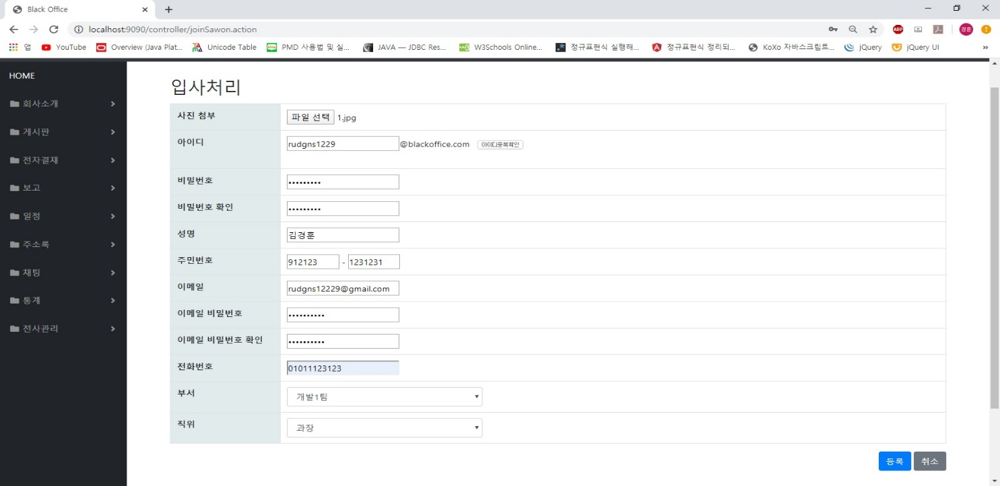 Black Office
localhost:9090/controller/joinSawon.action
ABP 경훈
앱 YouTube Overview (Java Plat... Unicode Table PMD 사용법 및 실... JAVA — JDBC Res... W3Schools Online... 정규표현식 실행해... 정규표현식 정리되... KoXo 자바스크립트... jQuery jQuery UI »
HOME
회사소개
게시판
전자결재
보고
일정
주소록
채팅
통계
전사관리
입사처리
사진 첨부 파일 선택 1.jpg
아이디 rudgns1229 @blackoffice.com 아이디중복확인
비밀번호 •••••••••
비밀번호 확인 •••••••••
성명 김경훈
주민번호 912123 - 1231231
이메일 rudgns12229@gmail.com
이메일 비밀번호 ••••••••••
이메일 비밀번호 확인 ••••••••••
전화번호 01011123123
부서 개발1팀
직위 과장
등록 취소